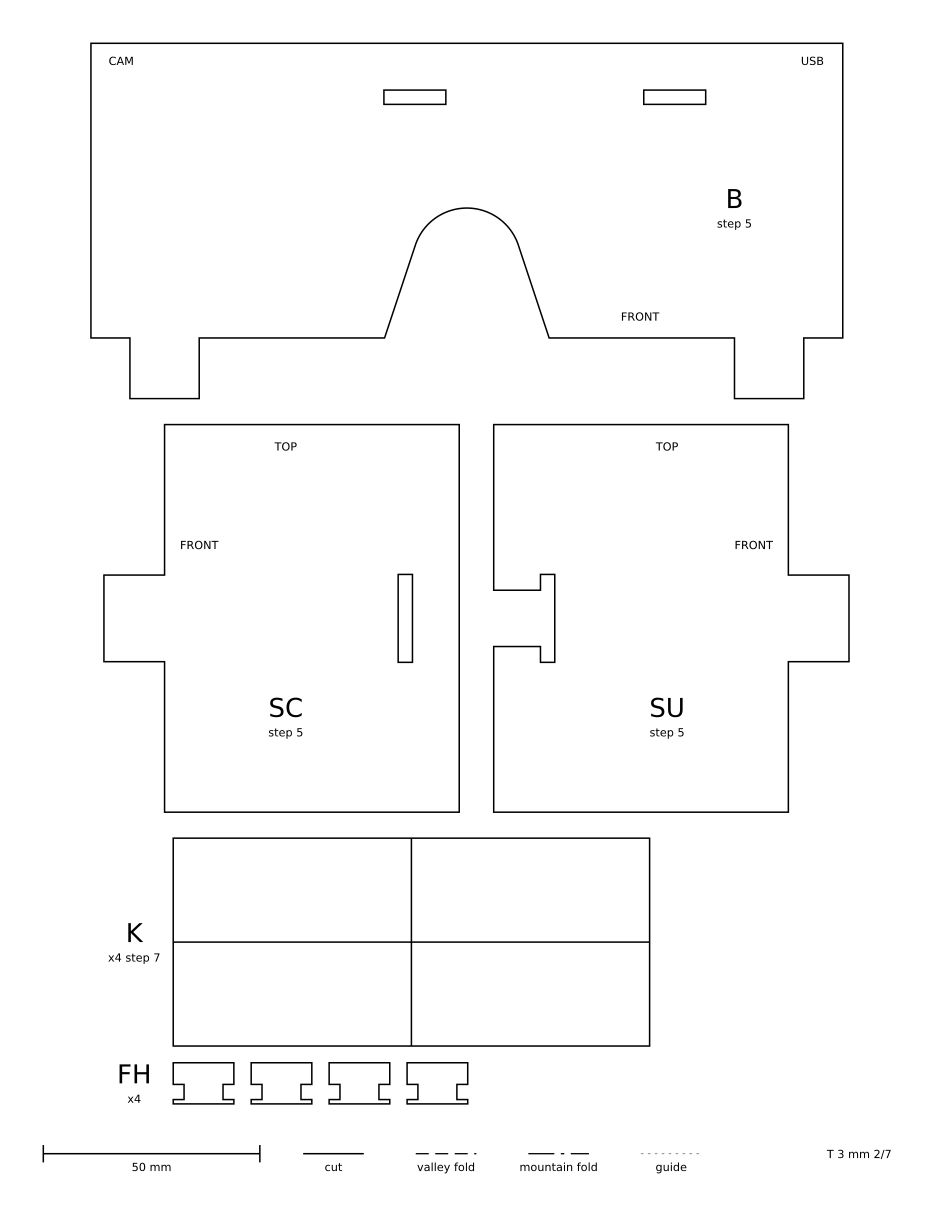 CAM
USB
B
step 5
FRONT
TOP
FRONT
SC
step 5
TOP
FRONT
SU
step 5
K
x4 step 7
FH
x4
50 mm
cut
valley fold
mountain fold
guide
T 3 mm 2/7